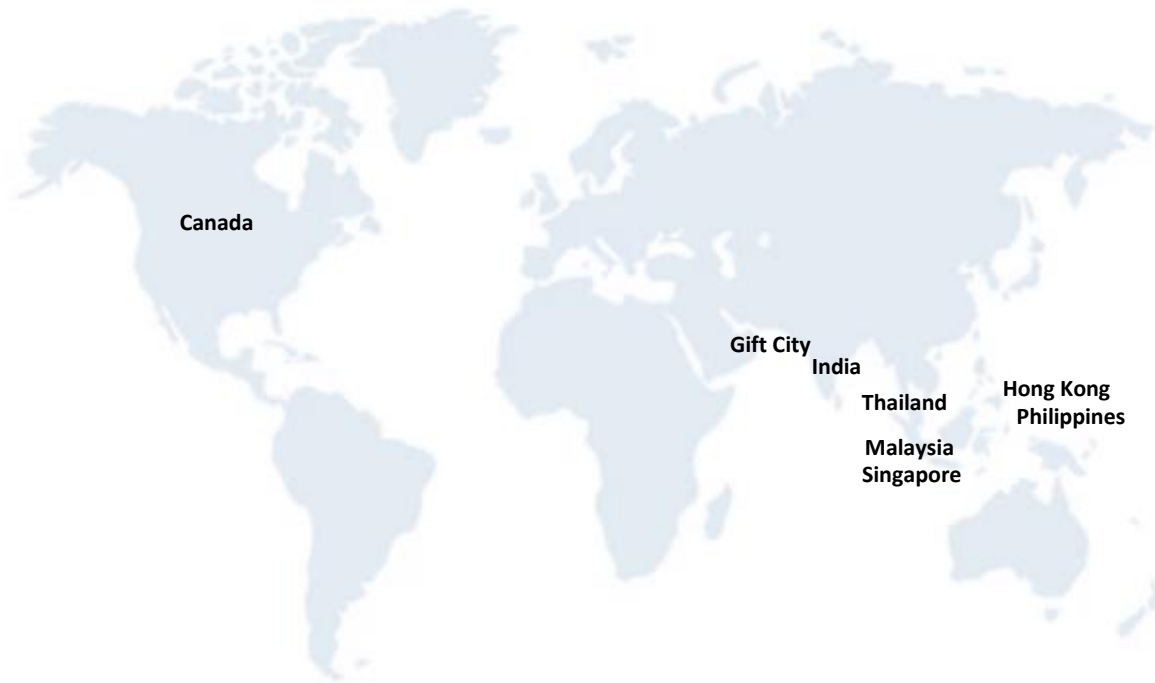 Canada
Gift City
India
Thailand
Hong Kong
Philippines
Malaysia
Singapore